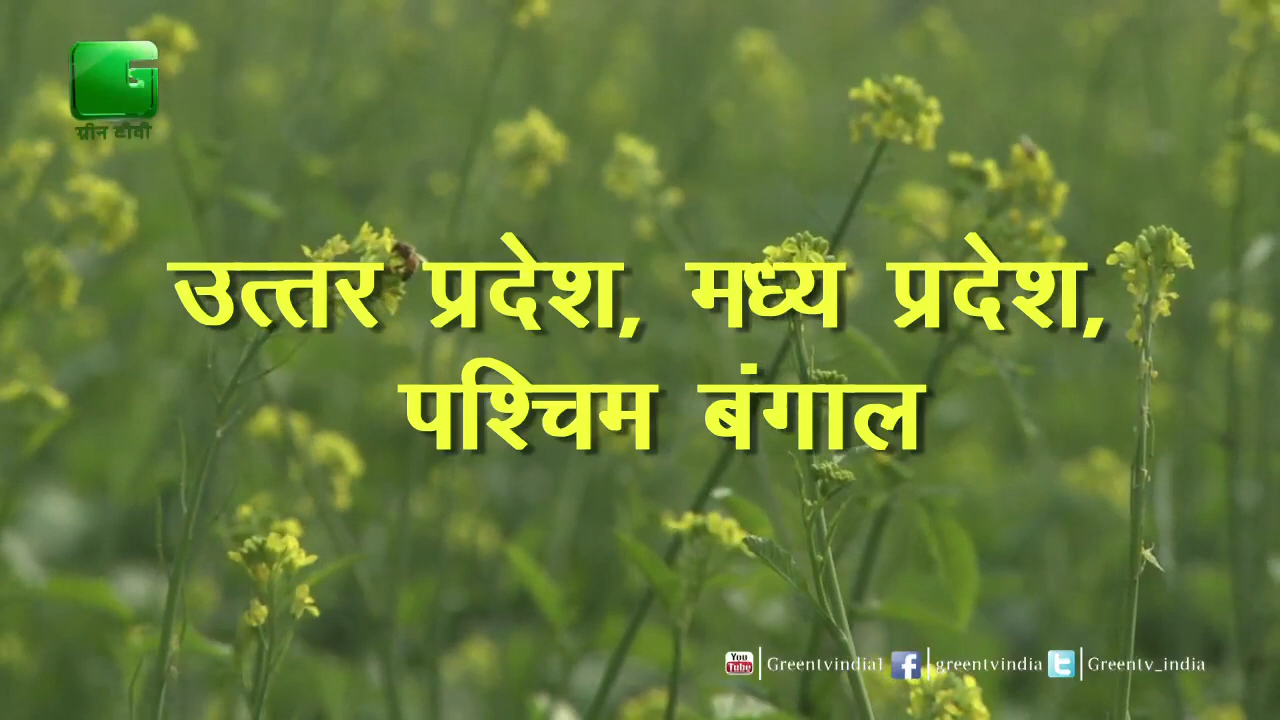 ग्रीन टीवी
उत्तर प्रदेश, मध्य प्रदेश,
पश्चिम बंगाल
You Tube Greentvindia1 f greentvindia t Greentv_india